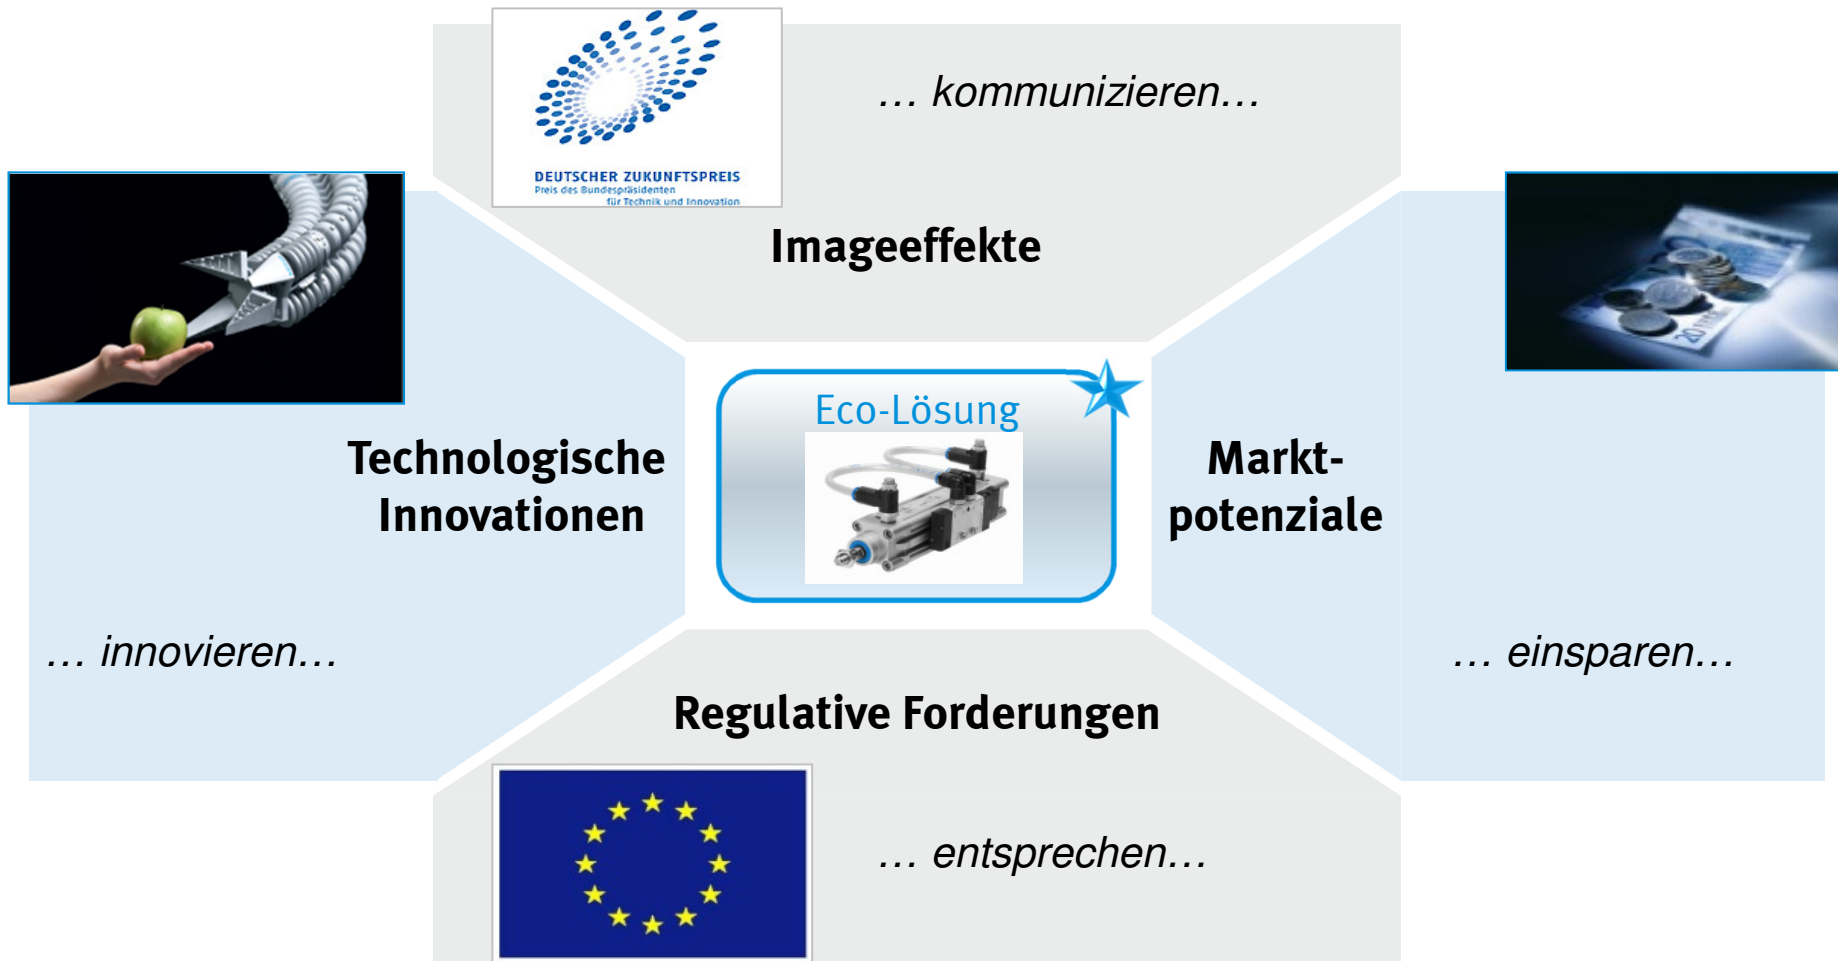 DEUTSCHER ZUKUNFTSPREIS
Preis des Bundespräsidenten
für Technik und Innovation
… kommunizieren…
Imageeffekte
Eco-Lösung
Technologische
Innovationen
… innovieren…
Markt-
potenziale
20
… einsparen…
Regulative Forderungen
… entsprechen…